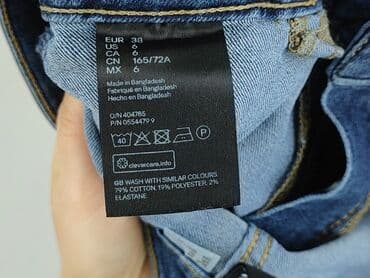 EUR 38
US 6
CA 6
CN 165/72A
MX 6
Made in Bangladesh
Fabriqué en Bangladesh
Hecho en Bangladesh
O/N 404785
P/N 0554479 9
40
P
clevercare.info
GB WASH WITH SIMILAR COLOURS
79% COTTON, 19% POLYESTER, 2%
ELASTANE